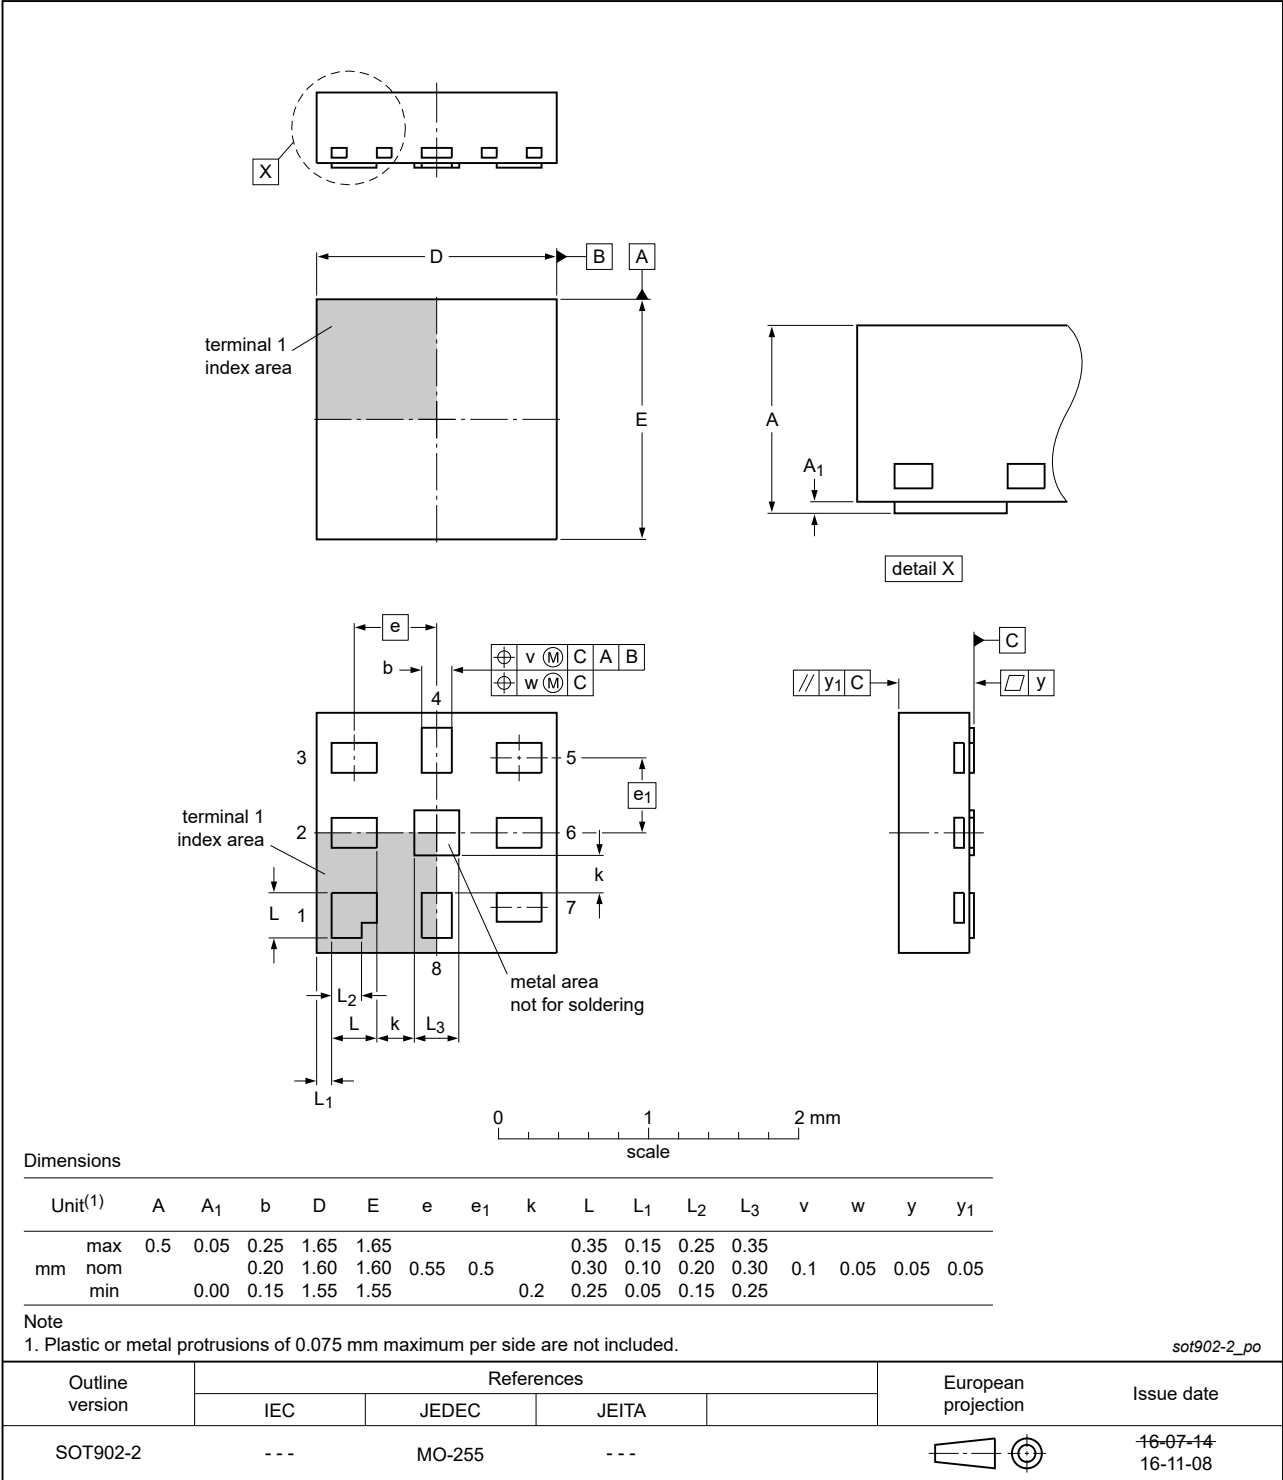 X
D
B
A
terminal 1
index area
E
A
A1
detail X
e
b
v M C A B
w M C
C
y1 C
y
4
3
5
e1
terminal 1
index area
2
6
k
L
1
7
8
metal area
not for soldering
L2
L
k
L3
L1
0 1 2 mm
scale
Dimensions
Unit(1) A A1 b D E e e1 k L L1 L2 L3 v w y y1
max 0.5 0.05 0.25 1.65 1.65 0.35 0.15 0.25 0.35
mm nom 0.20 1.60 1.60 0.55 0.5 0.30 0.10 0.20 0.30 0.1 0.05 0.05 0.05
min 0.00 0.15 1.55 1.55 0.2 0.25 0.05 0.15 0.25
Note
1. Plastic or metal protrusions of 0.075 mm maximum per side are not included.
sot902-2_po
Outline
version
References
IEC JEDEC JEITA
European
projection
Issue date
SOT902-2 - - - MO-255 - - -
16-07-14
16-11-08